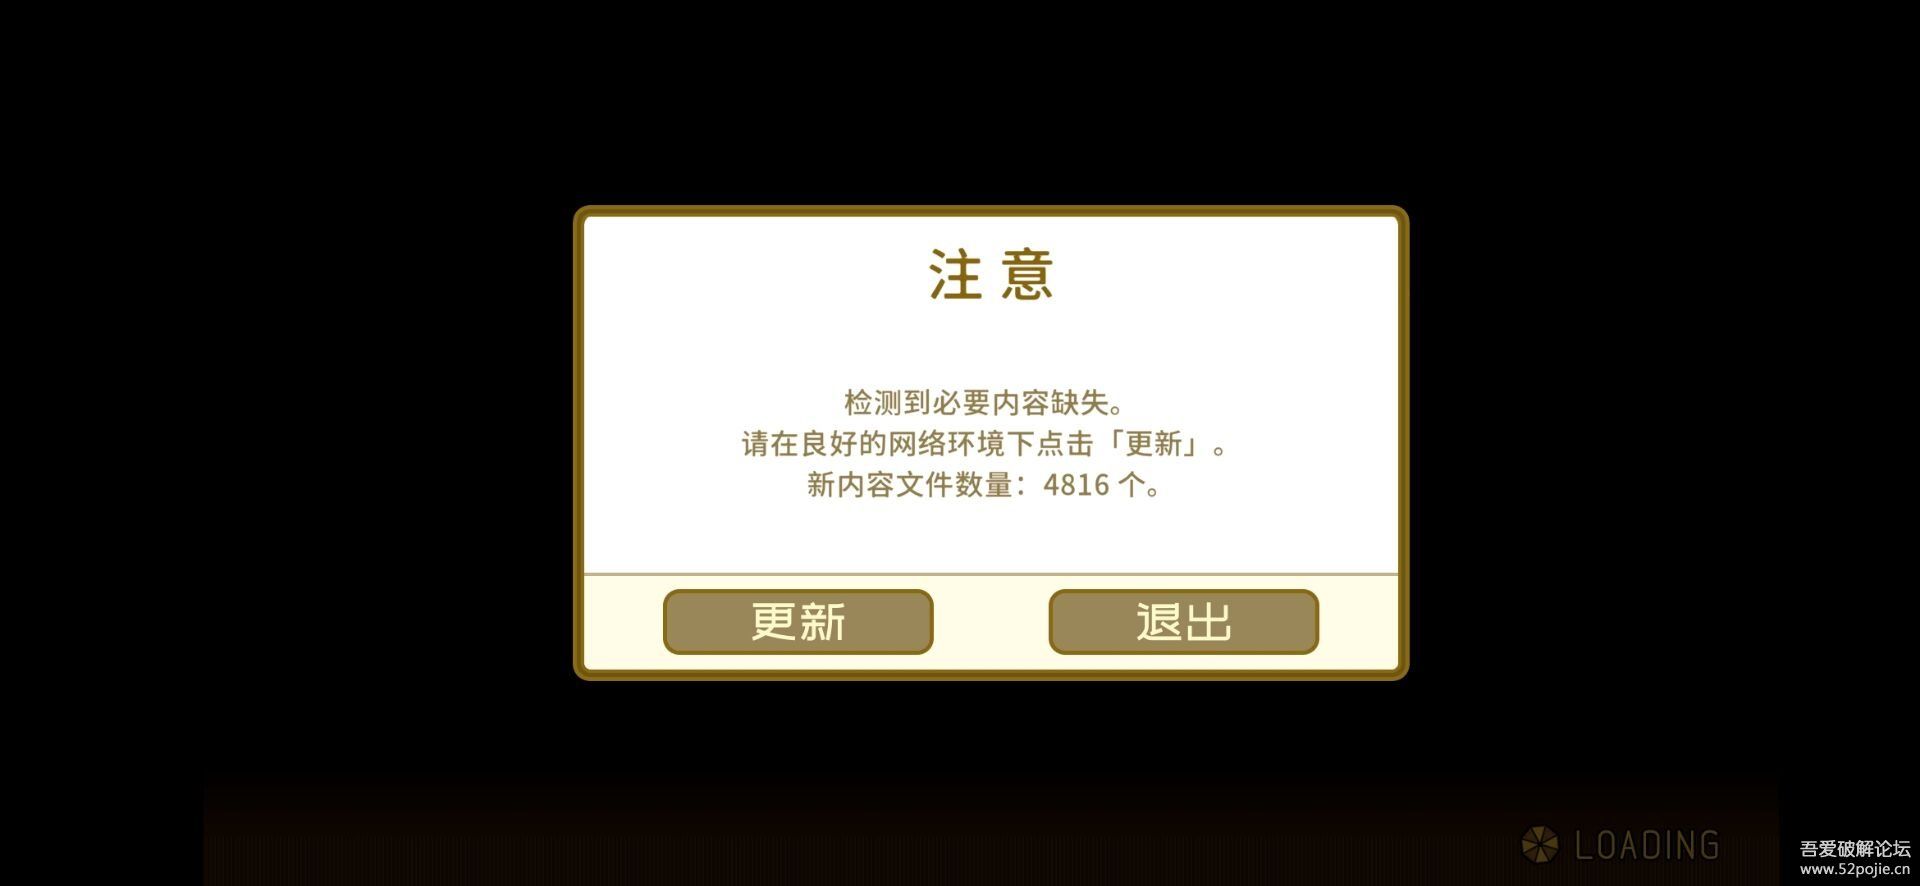 注意
检测到必要内容缺失。
请在良好的网络环境下点击「更新」。
新内容文件数量：4816 个。
更新
退出
LOADING
吾爱破解论坛
www.52pojie.cn